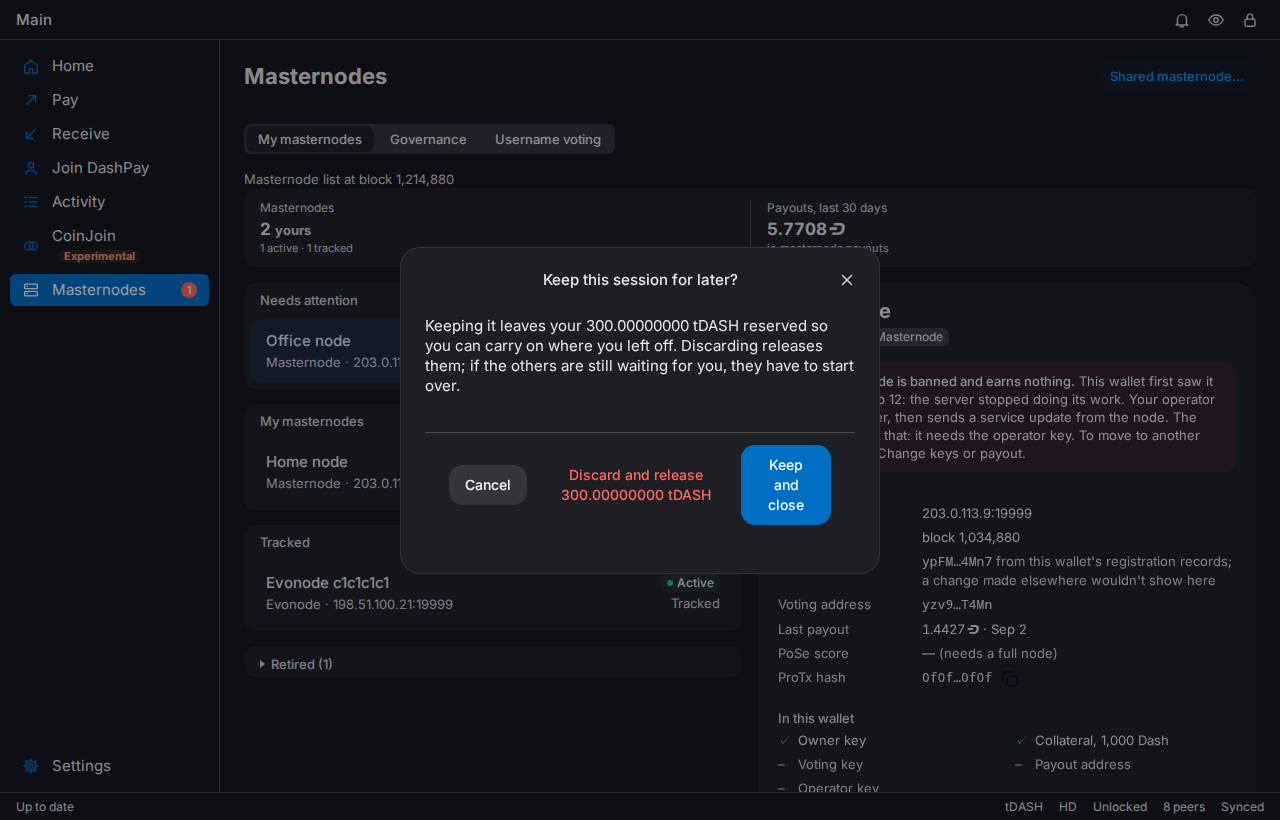 Main
Home
Pay
Receive
Join DashPay
Activity
CoinJoin
Experimental
Masternodes
1
Settings
Masternodes
Shared masternode...
My masternodes
Governance
Username voting
Masternode list at block 1,214,880
Masternodes
2 yours
1 active · 1 tracked
Payouts, last 30 days
5.7708
in masternode payouts
Needs attention
Office node
Masternode · 203.0.11
My masternodes
Home node
Masternode · 203.0.11
Tracked
Evonode c1c1c1c1
Active
Evonode · 198.51.100.21:19999
Tracked
Retired (1)
Masternode
is banned and earns nothing. This wallet first saw it
12: the server stopped doing its work. Your operator
then sends a service update from the node. The
that: it needs the operator key. To move to another
Change keys or payout.
203.0.113.9:19999
block 1,034,880
ypFM…4Mn7 from this wallet's registration records;
a change made elsewhere wouldn't show here
Voting address
yzv9…T4Mn
Last payout
1.4427 · Sep 2
PoSe score
— (needs a full node)
ProTx hash
0f0f…0f0f
In this wallet
✓ Owner key
✓ Collateral, 1,000 Dash
– Voting key
– Payout address
– Operator key
Keep this session for later?
Keeping it leaves your 300.00000000 tDASH reserved so
you can carry on where you left off. Discarding releases
them; if the others are still waiting for you, they have to start
over.
Cancel
Discard and release
300.00000000 tDASH
Keep
and
close
Up to date
tDASH
HD
Unlocked
8 peers
Synced